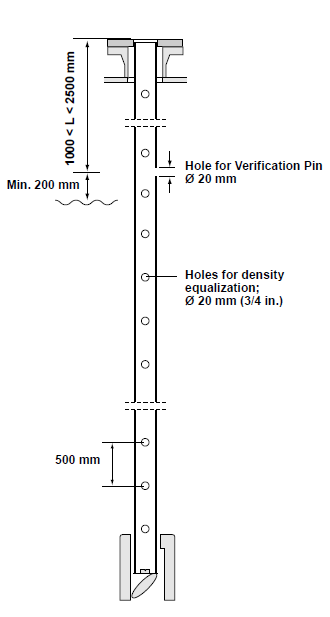 1000 < L < 2500 mm
Hole for Verification Pin
Ø 20 mm
Min. 200 mm
Holes for density
equalization;
Ø 20 mm (3/4 in.)
500 mm